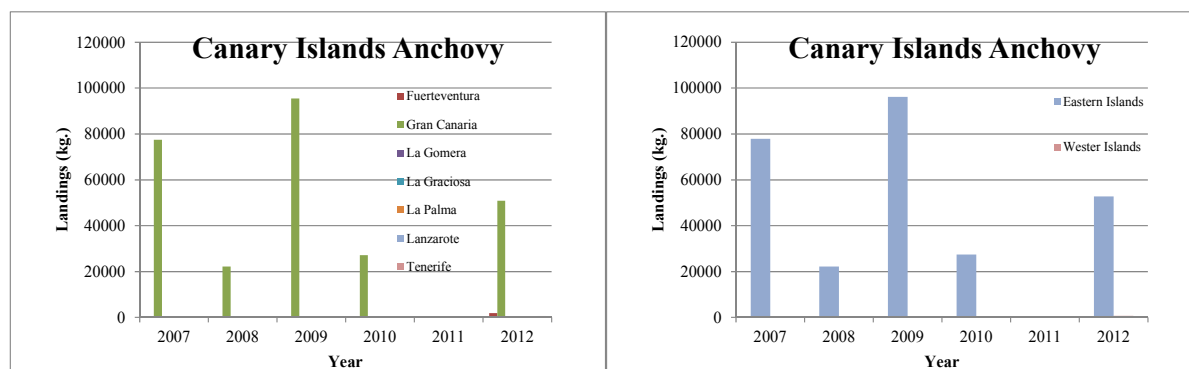 Canary Islands Anchovy
120000
100000
80000
60000
40000
20000
0
Landings (kg.)
Fuerteventura
Gran Canaria
La Gomera
La Graciosa
La Palma
Lanzarote
Tenerife
2007 2008 2009 2010 2011 2012
Year
Canary Islands Anchovy
120000
100000
80000
60000
40000
20000
0
Landings (kg.)
Eastern Islands
Wester Islands
2007 2008 2009 2010 2011 2012
Year